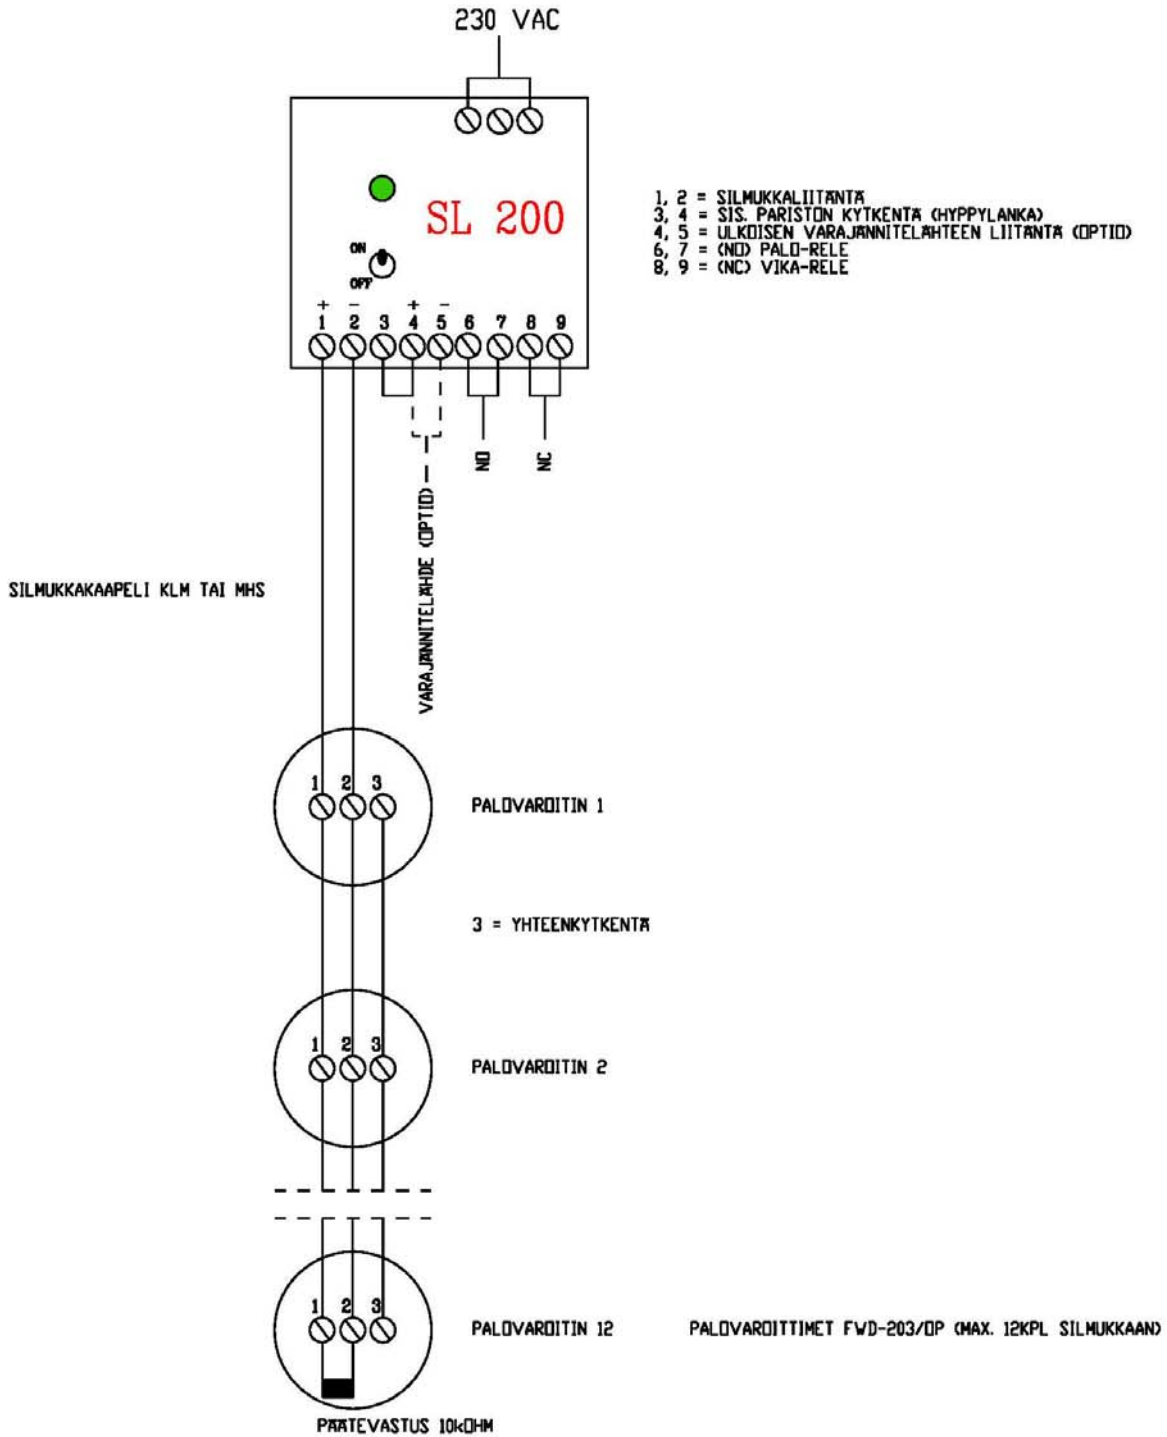 230 VAC
SL 200
ON
OFF
+ - + -
1 2 3 4 5 6 7 8 9
1, 2 = SILMUKKALIITÄNTÄ
3, 4 = SIS. PARISTON KYTKENTÄ (HYPPYLANKA)
4, 5 = ULKOISEN VARAJÄNNITELÄHTEEN LIITÄNTÄ (OPTIO)
6, 7 = (NO) PALO-RELE
8, 9 = (NC) VIKA-RELE
NO
NC
VARAJÄNNITELÄHDE (OPTIO)
SILMUKKAKAAPELI KLM TAI MHS
1 2 3
PALOVAROITIN 1
3 = YHTEENKYTKENTÄ
1 2 3
PALOVAROITIN 2
1 2 3
PALOVAROITIN 12
PALOVAROITTIMET FWD-203/OP (MAX. 12KPL SILMUKKAAN)
PÄÄTEVASTUS 10kOHM